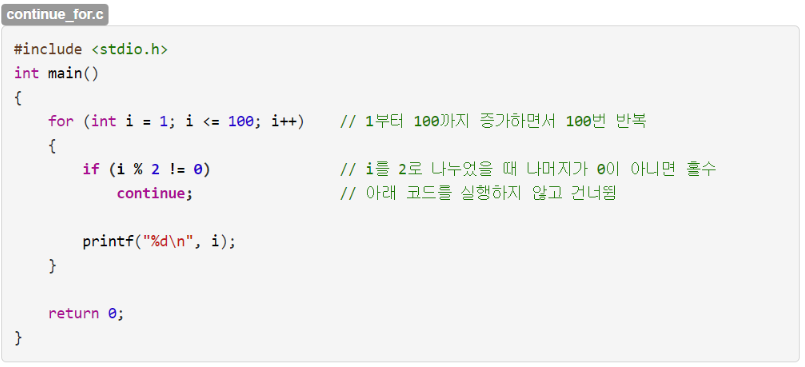 continue_for.c
#include <stdio.h>
int main()
{
    for (int i = 1; i <= 100; i++)    // 1부터 100까지 증가하면서 100번 반복
    {
        if (i % 2 != 0)               // i를 2로 나누었을 때 나머지가 0이 아니면 홀수
            continue;                 // 아래 코드를 실행하지 않고 건너뜀
        printf("%d\n", i);
    }
    return 0;
}